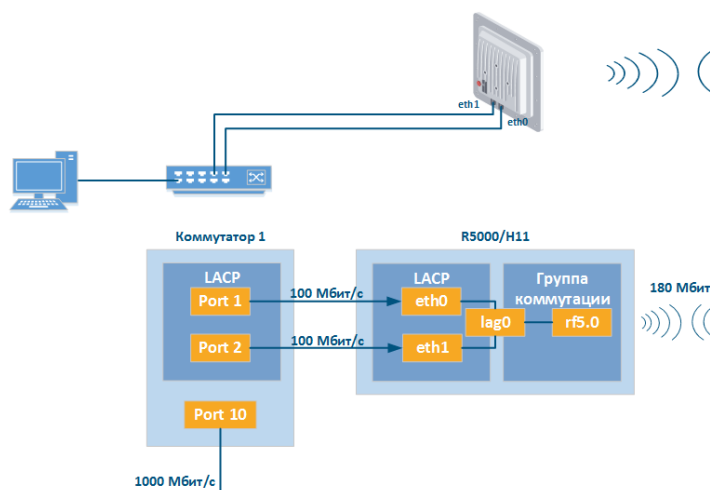 eth1
eth0
Коммутатор 1
R5000/H11
LACP
LACP
Группа
коммутации
Port 1
100 Мбит/с
eth0
180 Мбит
lag0
rf5.0
Port 2
100 Мбит/с
eth1
Port 10
1000 Мбит/с